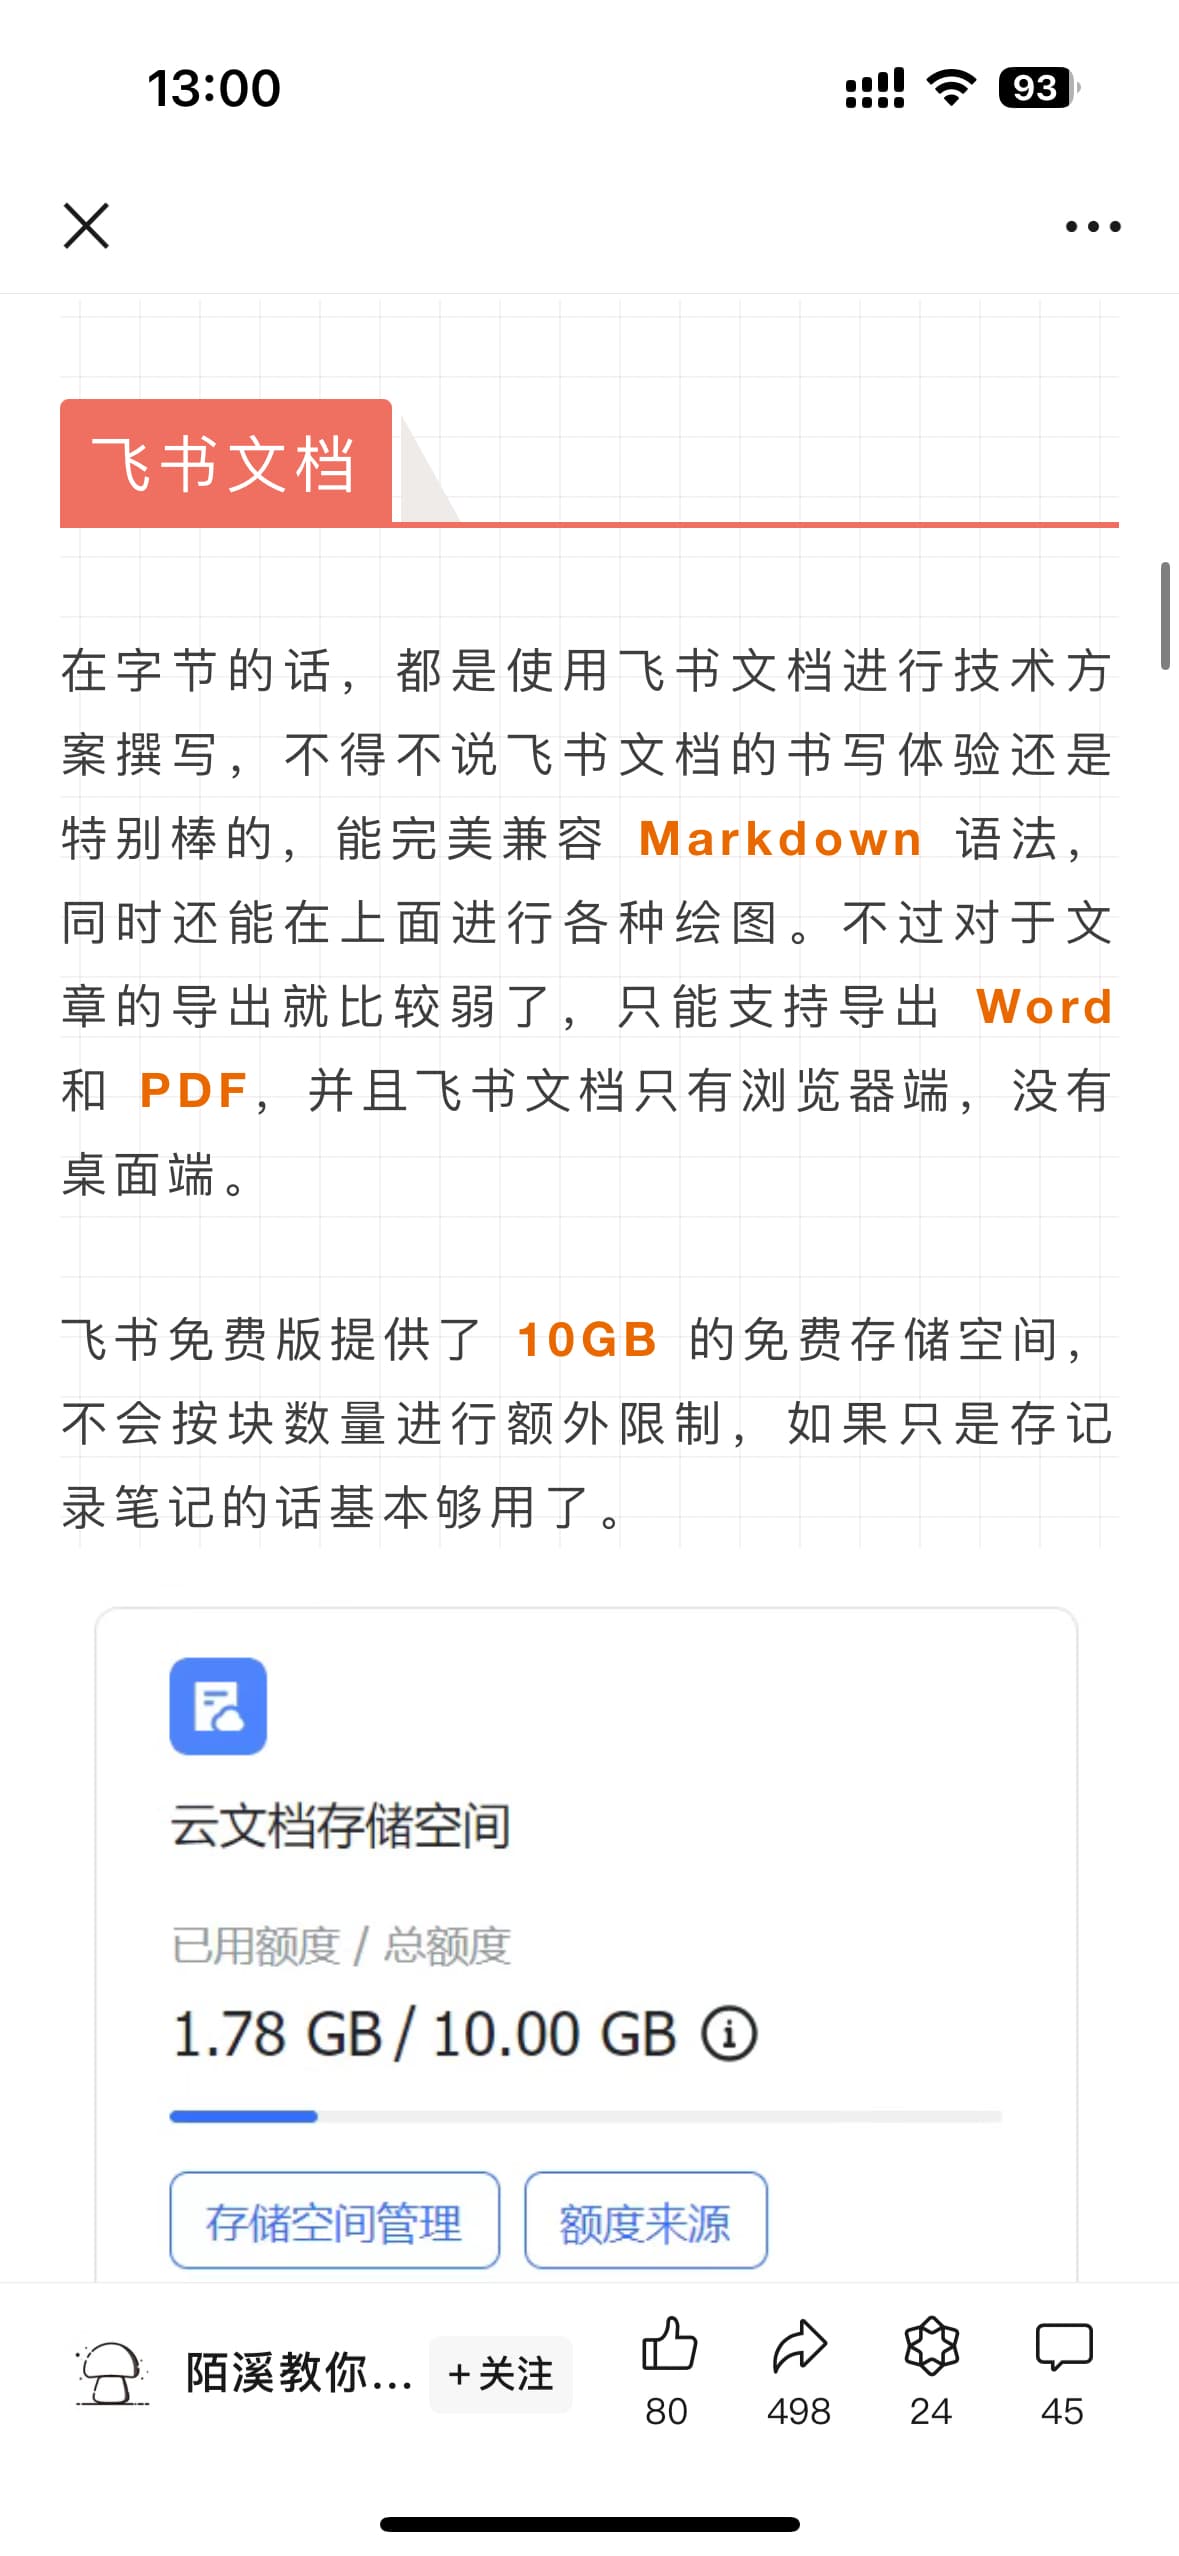 13:00
93
飞书文档
在字节的话，都是使用飞书文档进行技术方
案撰写，不得不说飞书文档的书写体验还是
特别棒的，能完美兼容 Markdown 语法，
同时还能在上面进行各种绘图。不过对于文
章的导出就比较弱了，只能支持导出 Word
和 PDF，并且飞书文档只有浏览器端，没有
桌面端。
飞书免费版提供了 10GB 的免费存储空间，
不会按块数量进行额外限制，如果只是存记
录笔记的话基本够用了。
云文档存储空间
已用额度 / 总额度
1.78 GB / 10.00 GB
存储空间管理 额度来源
陌溪教你... +关注
80 498 24 45